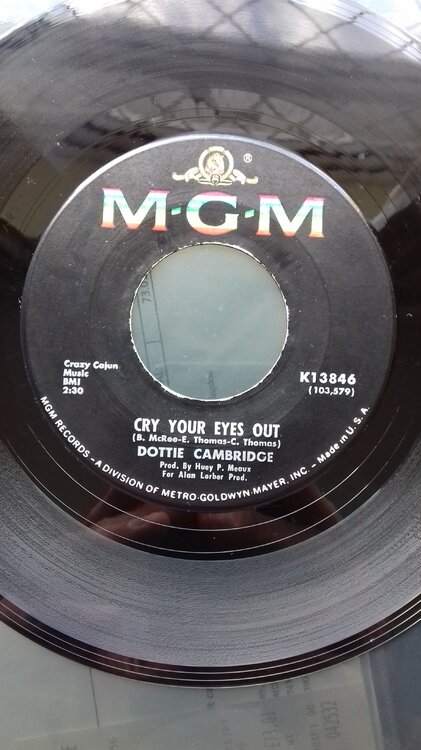 ®
M·G·M
Crazy Cajun
Music
BMI
2:30
K13846
(103,579)
CRY YOUR EYES OUT
(B. McRee-E. Thomas-C. Thomas)
DOTTIE CAMBRIDGE
Prod. By Huey P. Meaux
For Alan Lorber Prod.
MGM RECORDS - A DIVISION OF METRO-GOLDWYN-MAYER, INC. - Made in U.S.A.